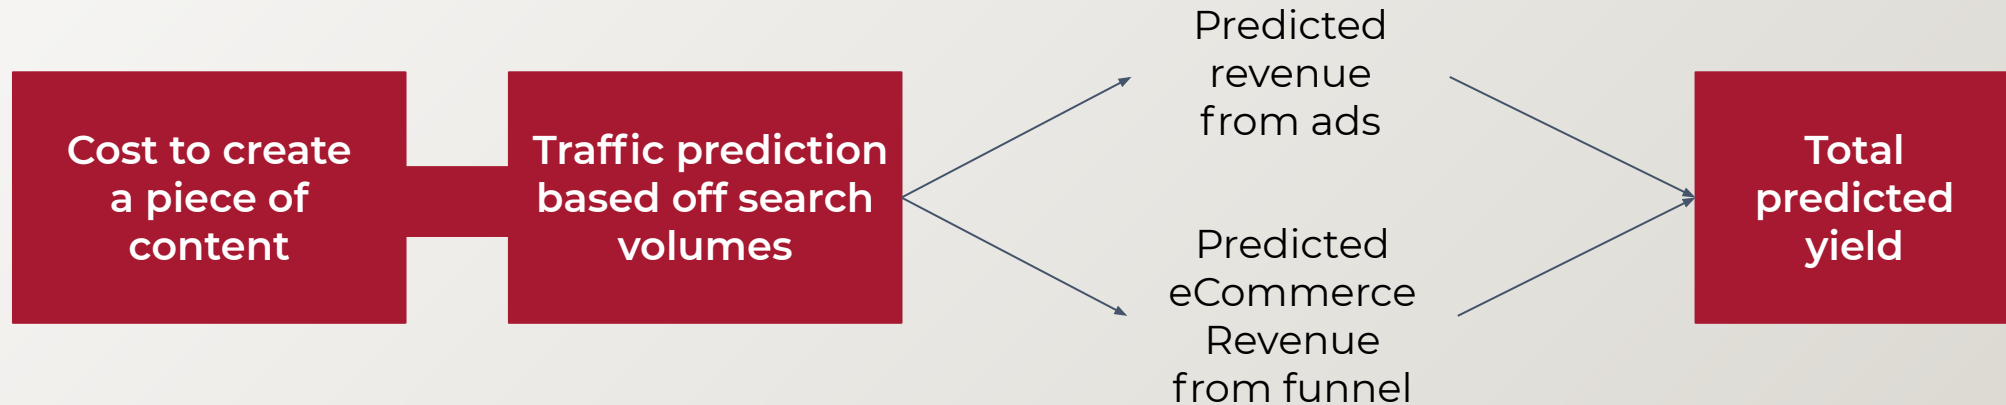 Cost to create
a piece of
content
Traffic prediction
based off search
volumes
Predicted
revenue
from ads
Predicted
eCommerce
Revenue
from funnel
Total
predicted
yield